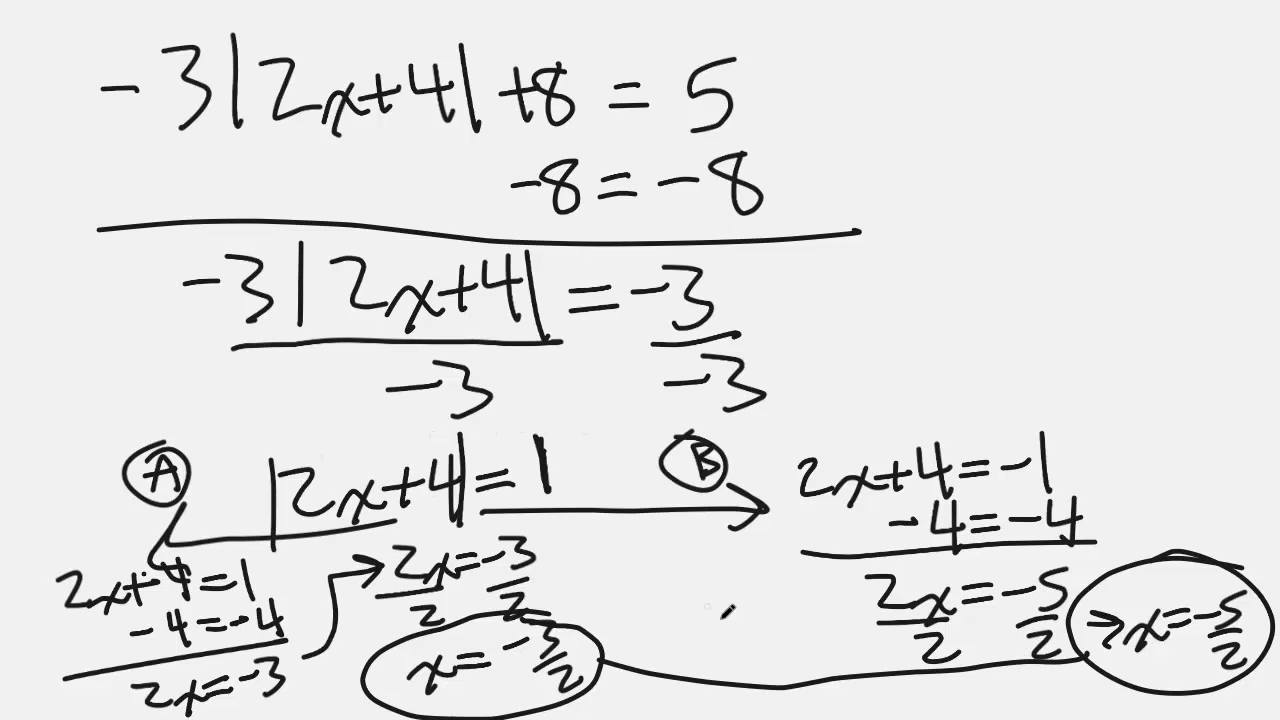 -3|2x+4|+8=5
-8=-8
-3|2x+4|=-3
-3 -3
A |2x+4|=1 B
2x+4=1
-4=-4
2x=-3
2x=-3
2 2
x=-3/2
2x+4=-1
-4=-4
2x=-5
2 2
x=-5/2